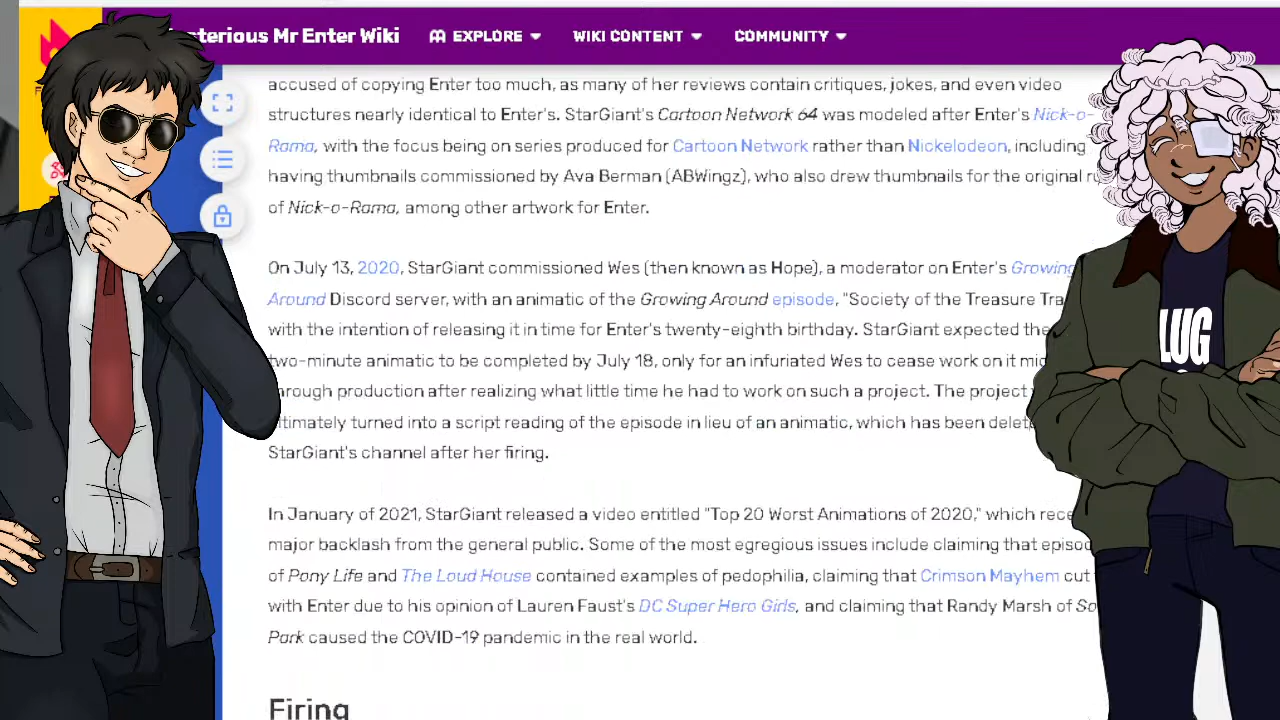 sterious Mr Enter Wiki EXPLORE WIKI CONTENT COMMUNITY
accused of copying Enter too much, as many of her reviews contain critiques, jokes, and even video
structures nearly identical to Enter's. StarGiant's Cartoon Network 64 was modeled after Enter's Nick-o-
Rama, with the focus being on series produced for Cartoon Network rather than Nickelodeon, including
having thumbnails commissioned by Ava Berman (ABWingz), who also drew thumbnails for the original
of Nick-o-Rama, among other artwork for Enter.
On July 13, 2020, StarGiant commissioned Wes (then known as Hope), a moderator on Enter's Growing
Around Discord server, with an animatic of the Growing Around episode, "Society of the Treasure
with the intention of releasing it in time for Enter's twenty-eighth birthday. StarGiant expected the
two-minute animatic to be completed by July 18, only for an infuriated Wes to cease work on it
through production after realizing what little time he had to work on such a project. The project
ltimately turned into a script reading of the episode in lieu of an animatic, which has been
StarGiant's channel after her firing.
In January of 2021, StarGiant released a video entitled "Top 20 Worst Animations of 2020," which
major backlash from the general public. Some of the most egregious issues include claiming that
of Pony Life and The Loud House contained examples of pedophilia, claiming that Crimson Mayhem cut
with Enter due to his opinion of Lauren Faust's DC Super Hero Girls, and claiming that Randy Marsh of
Park caused the COVID-19 pandemic in the real world.
Firing
LUG